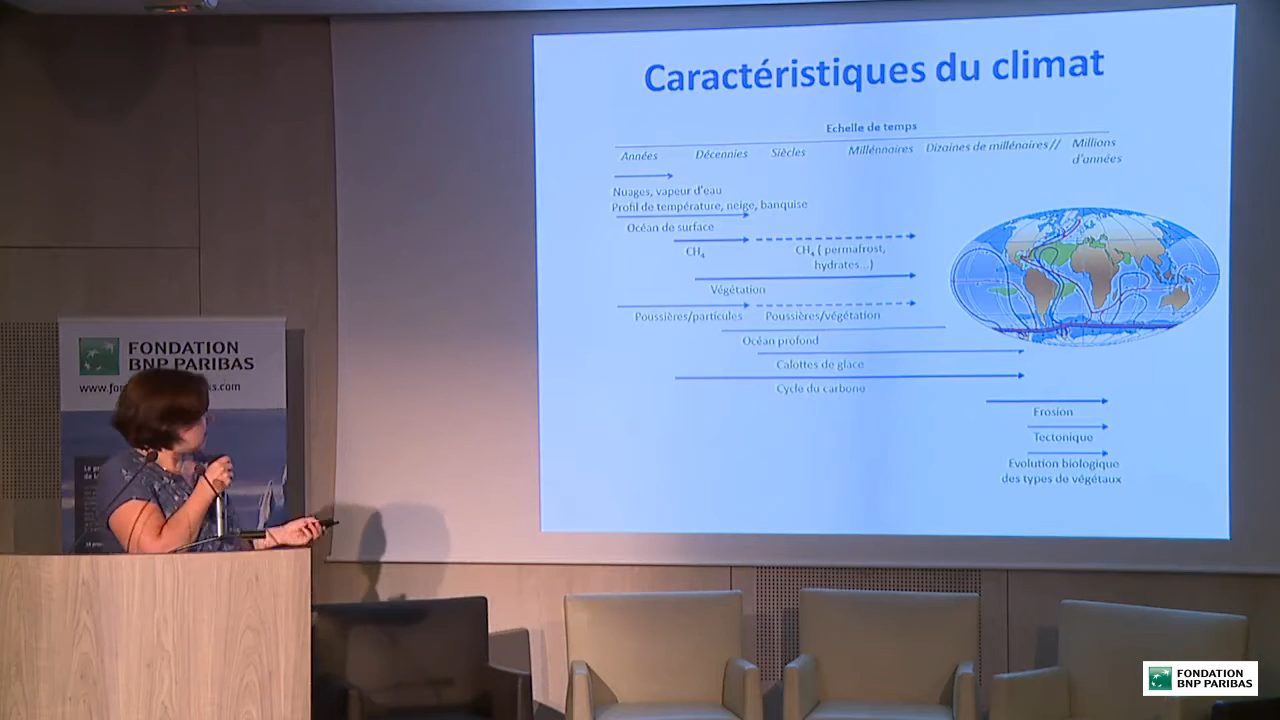 Caractéristiques du climat
Echelle de temps
Années Décennies Siècles Millénnaires Dizaines de millénaires // Millions d'années
Nuages, vapeur d'eau
Profil de température, neige, banquise
Océan de surface
CH₄ CH₄ ( permafrost,
hydrates...)
Végétation
Poussières/particules Poussières/végétation
Océan profond
Calottes de glace
Cycle du carbone
Erosion
Tectonique
Evolution biologique
des types de végétaux
FONDATION
BNP PARIBAS
FONDATION
BNP PARIBAS